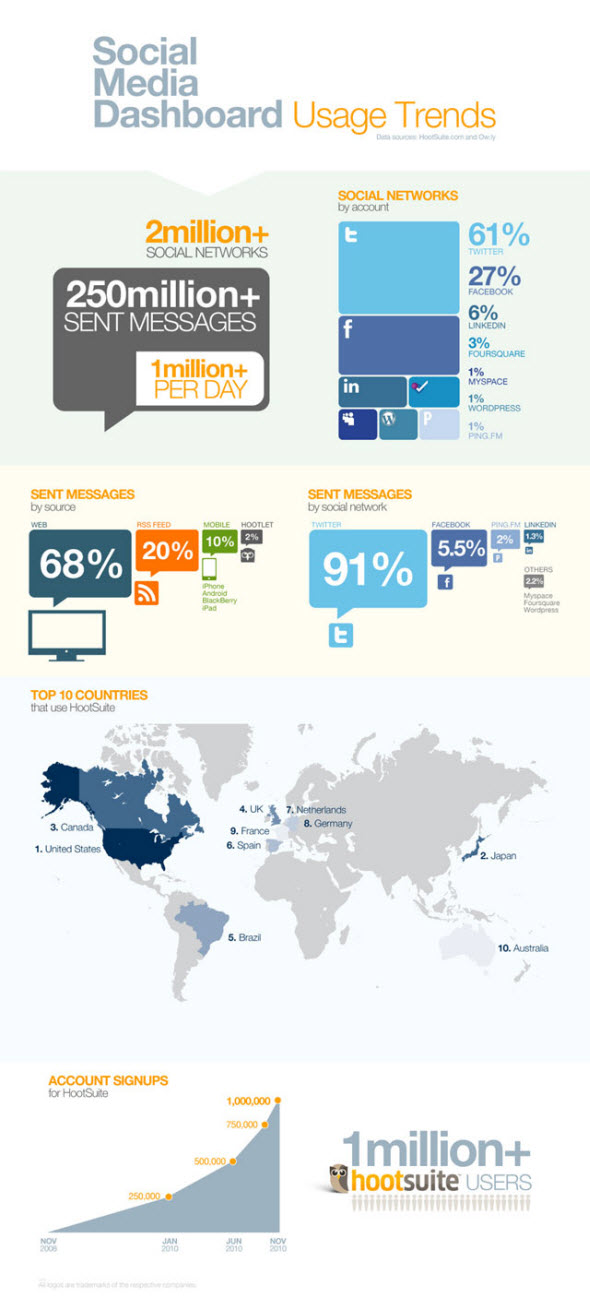 Social
Media
Dashboard Usage Trends
Data sources: HootSuite.com and Ow.ly
2million+
SOCIAL NETWORKS
250million+
SENT MESSAGES
1million+
PER DAY
SOCIAL NETWORKS
by account
61%
TWITTER
27%
FACEBOOK
6%
LINKEDIN
3%
FOURSQUARE
1%
MYSPACE
1%
WORDPRESS
1%
PING.FM
t
f
in
W
P
SENT MESSAGES
by source
WEB
68%
RSS FEED
20%
MOBILE
10%
iPhone
Android
BlackBerry
iPad
HOOTLET
2%
SENT MESSAGES
by social network
TWITTER
91%
t
FACEBOOK
5.5%
f
PING.FM
2%
P
LINKEDIN
1.3%
in
OTHERS
2.2%
Myspace
Foursquare
Wordpress
TOP 10 COUNTRIES
that use HootSuite
4. UK
7. Netherlands
3. Canada
9. France
8. Germany
1. United States
6. Spain
2. Japan
5. Brazil
10. Australia
ACCOUNT SIGNUPS
for HootSuite
1,000,000
750,000
500,000
250,000
NOV
2008
JAN
2010
JUN
2010
NOV
2010
1million+
hootsuite™ USERS
All logos are trademarks of the respective companies.